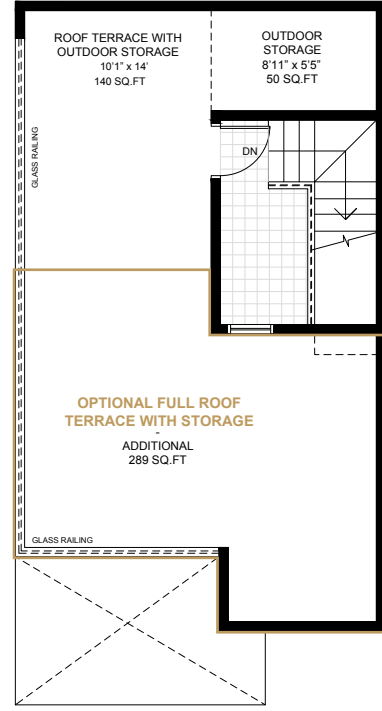 ROOF TERRACE WITH
OUTDOOR STORAGE
10'1" x 14'
140 SQ.FT
OUTDOOR
STORAGE
8'11" x 5'5"
50 SQ.FT
GLASS RAILING
DN
OPTIONAL FULL ROOF
TERRACE WITH STORAGE
-
ADDITIONAL
289 SQ.FT
GLASS RAILING